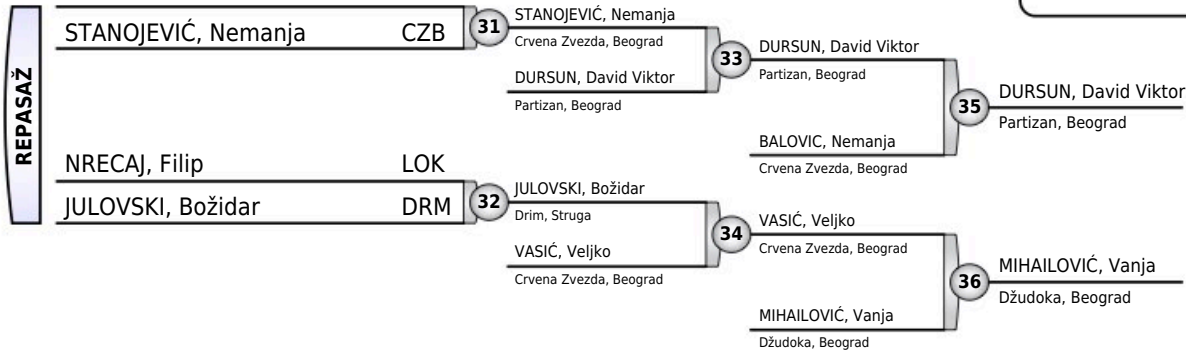 REPASAŽ
STANOJEVIĆ, Nemanja CZB
31
STANOJEVIĆ, Nemanja
Crvena Zvezda, Beograd
DURSUN, David Viktor
Partizan, Beograd
33
DURSUN, David Viktor
Partizan, Beograd
BALOVIC, Nemanja
Crvena Zvezda, Beograd
35
DURSUN, David Viktor
Partizan, Beograd
NRECAJ, Filip LOK
JULOVSKI, Božidar DRM
32
JULOVSKI, Božidar
Drim, Struga
VASIĆ, Veljko
Crvena Zvezda, Beograd
34
VASIĆ, Veljko
Crvena Zvezda, Beograd
MIHAILOVIĆ, Vanja
Džudoka, Beograd
36
MIHAILOVIĆ, Vanja
Džudoka, Beograd